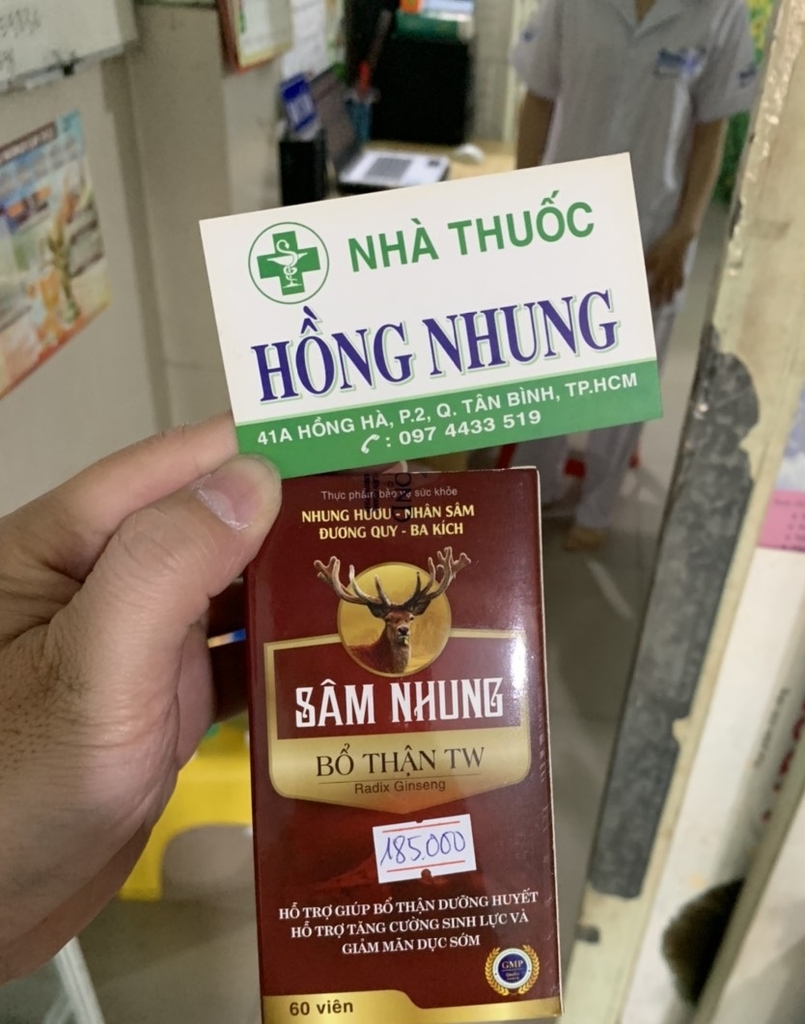 NHÀ THUỐC
HỒNG NHUNG
41A HỒNG HÀ, P.2, Q. TÂN BÌNH, TP.HCM
: 097 4433 519
Thực phẩm bảo vệ sức khỏe
NHUNG HƯƠU - NHÂN SÂM
ĐƯƠNG QUY - BA KÍCH
SÂM NHUNG
BỔ THẬN TW
Radix Ginseng
185.000
HỖ TRỢ GIÚP BỔ THẬN DƯỠNG HUYẾT
HỖ TRỢ TĂNG CƯỜNG SINH LỰC VÀ
GIẢM MÃN DỤC SỚM
GMP
60 viên